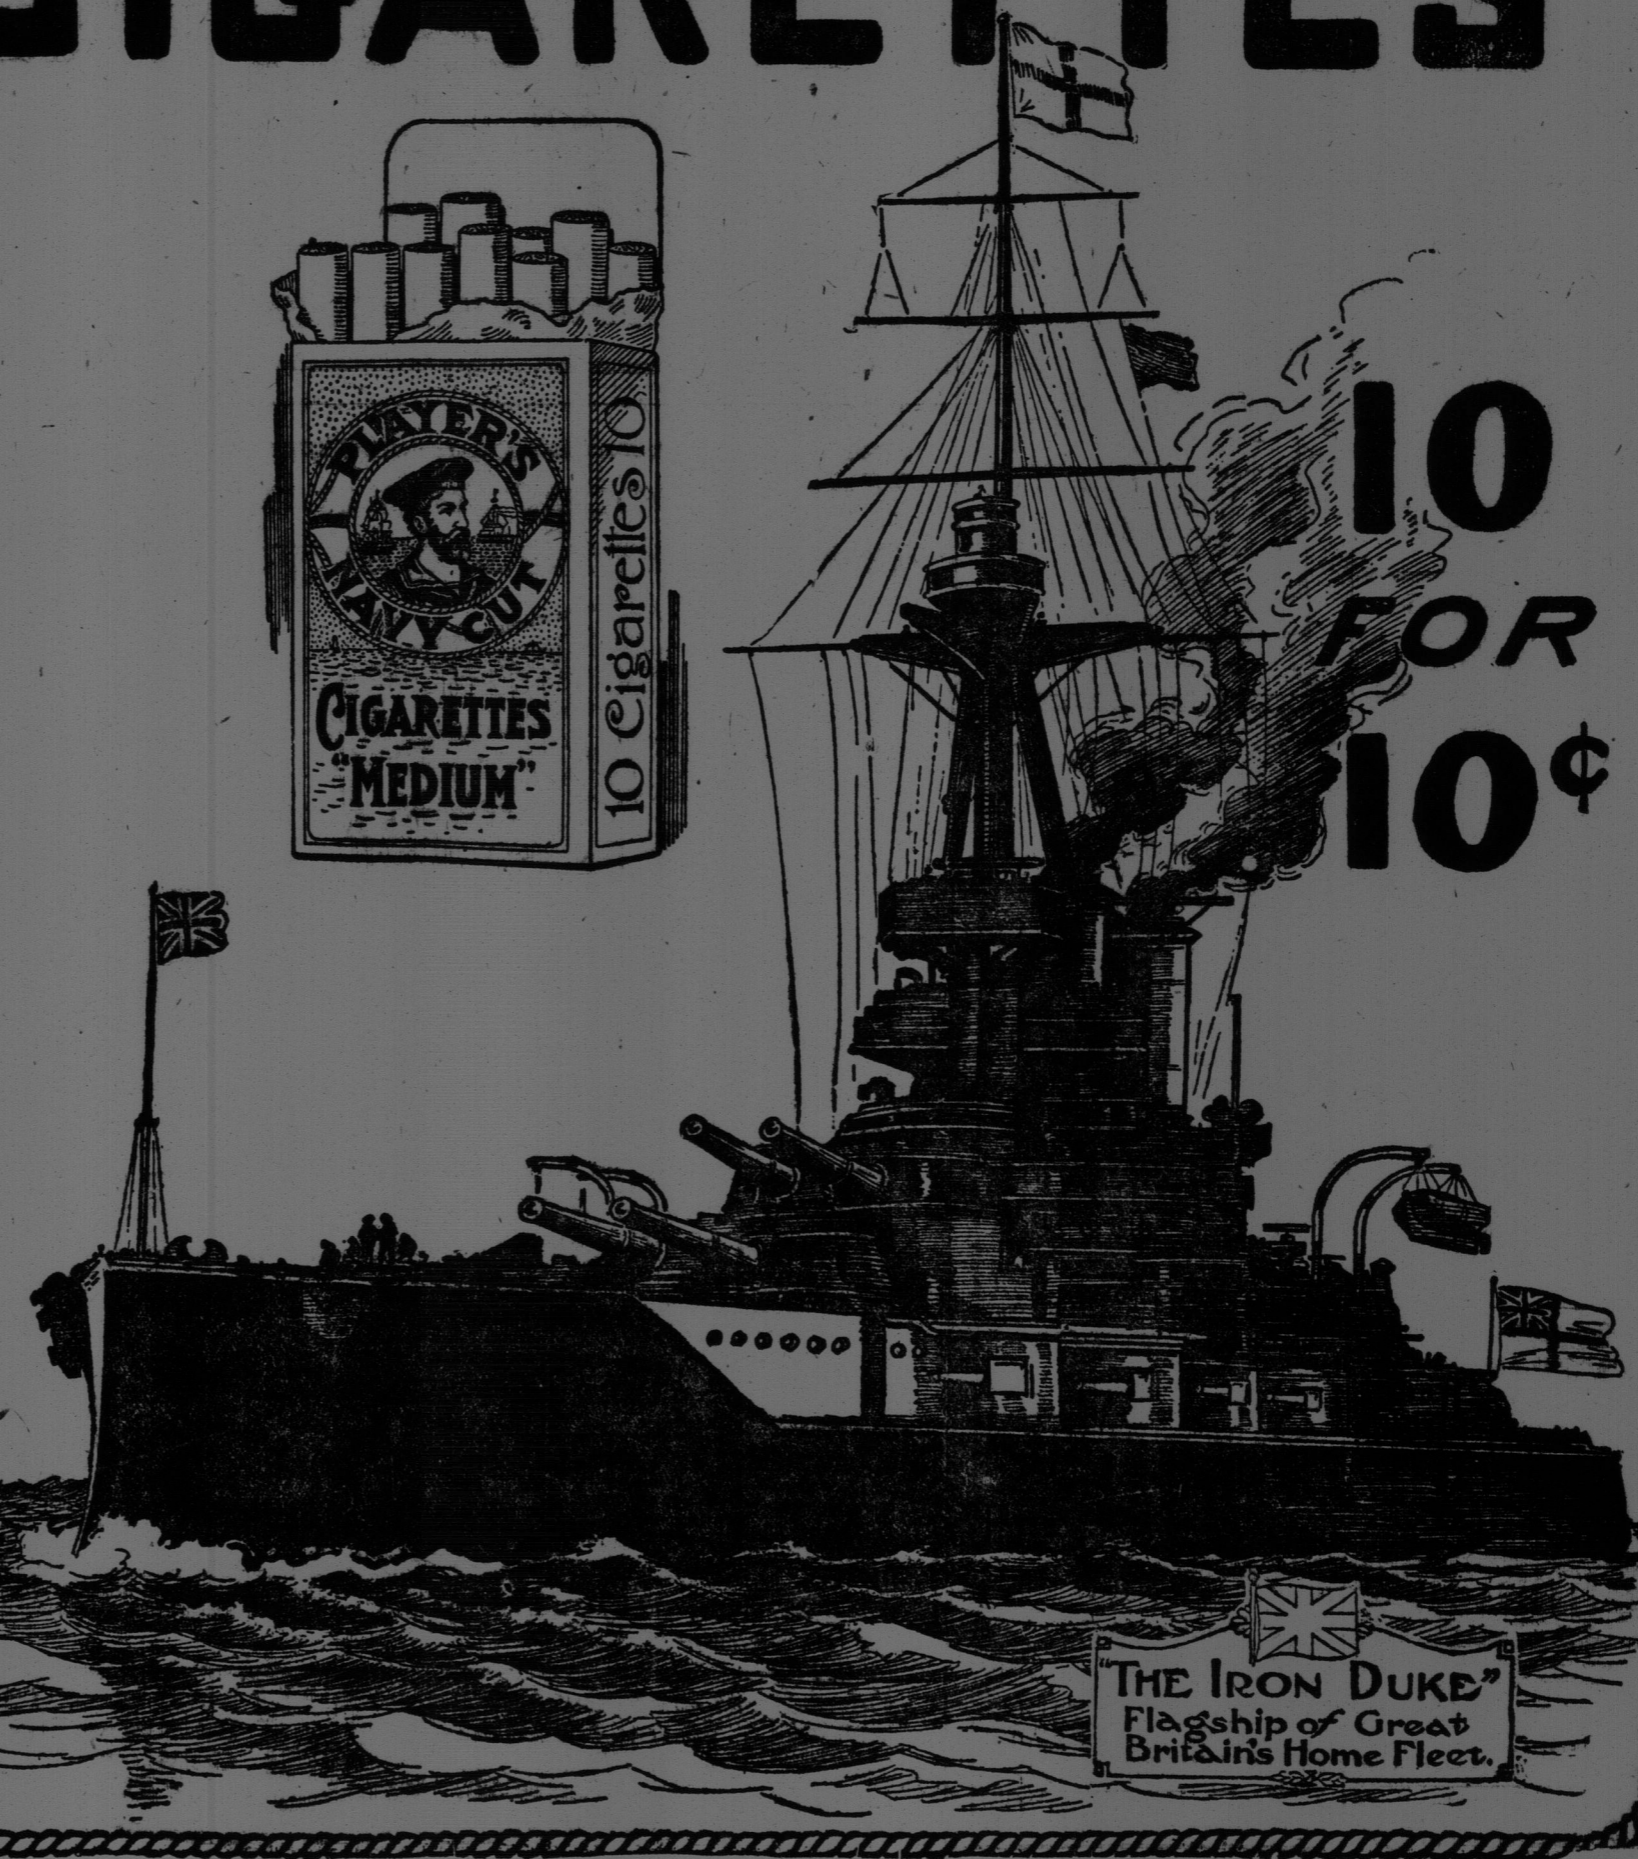 CIGARETTES
PLAYER'S
NAVY CUT
CIGARETTES
"MEDIUM"
10 Cigarettes 10
10
FOR
10¢
"THE IRON DUKE"
Flagship of Great
Britain's Home Fleet.